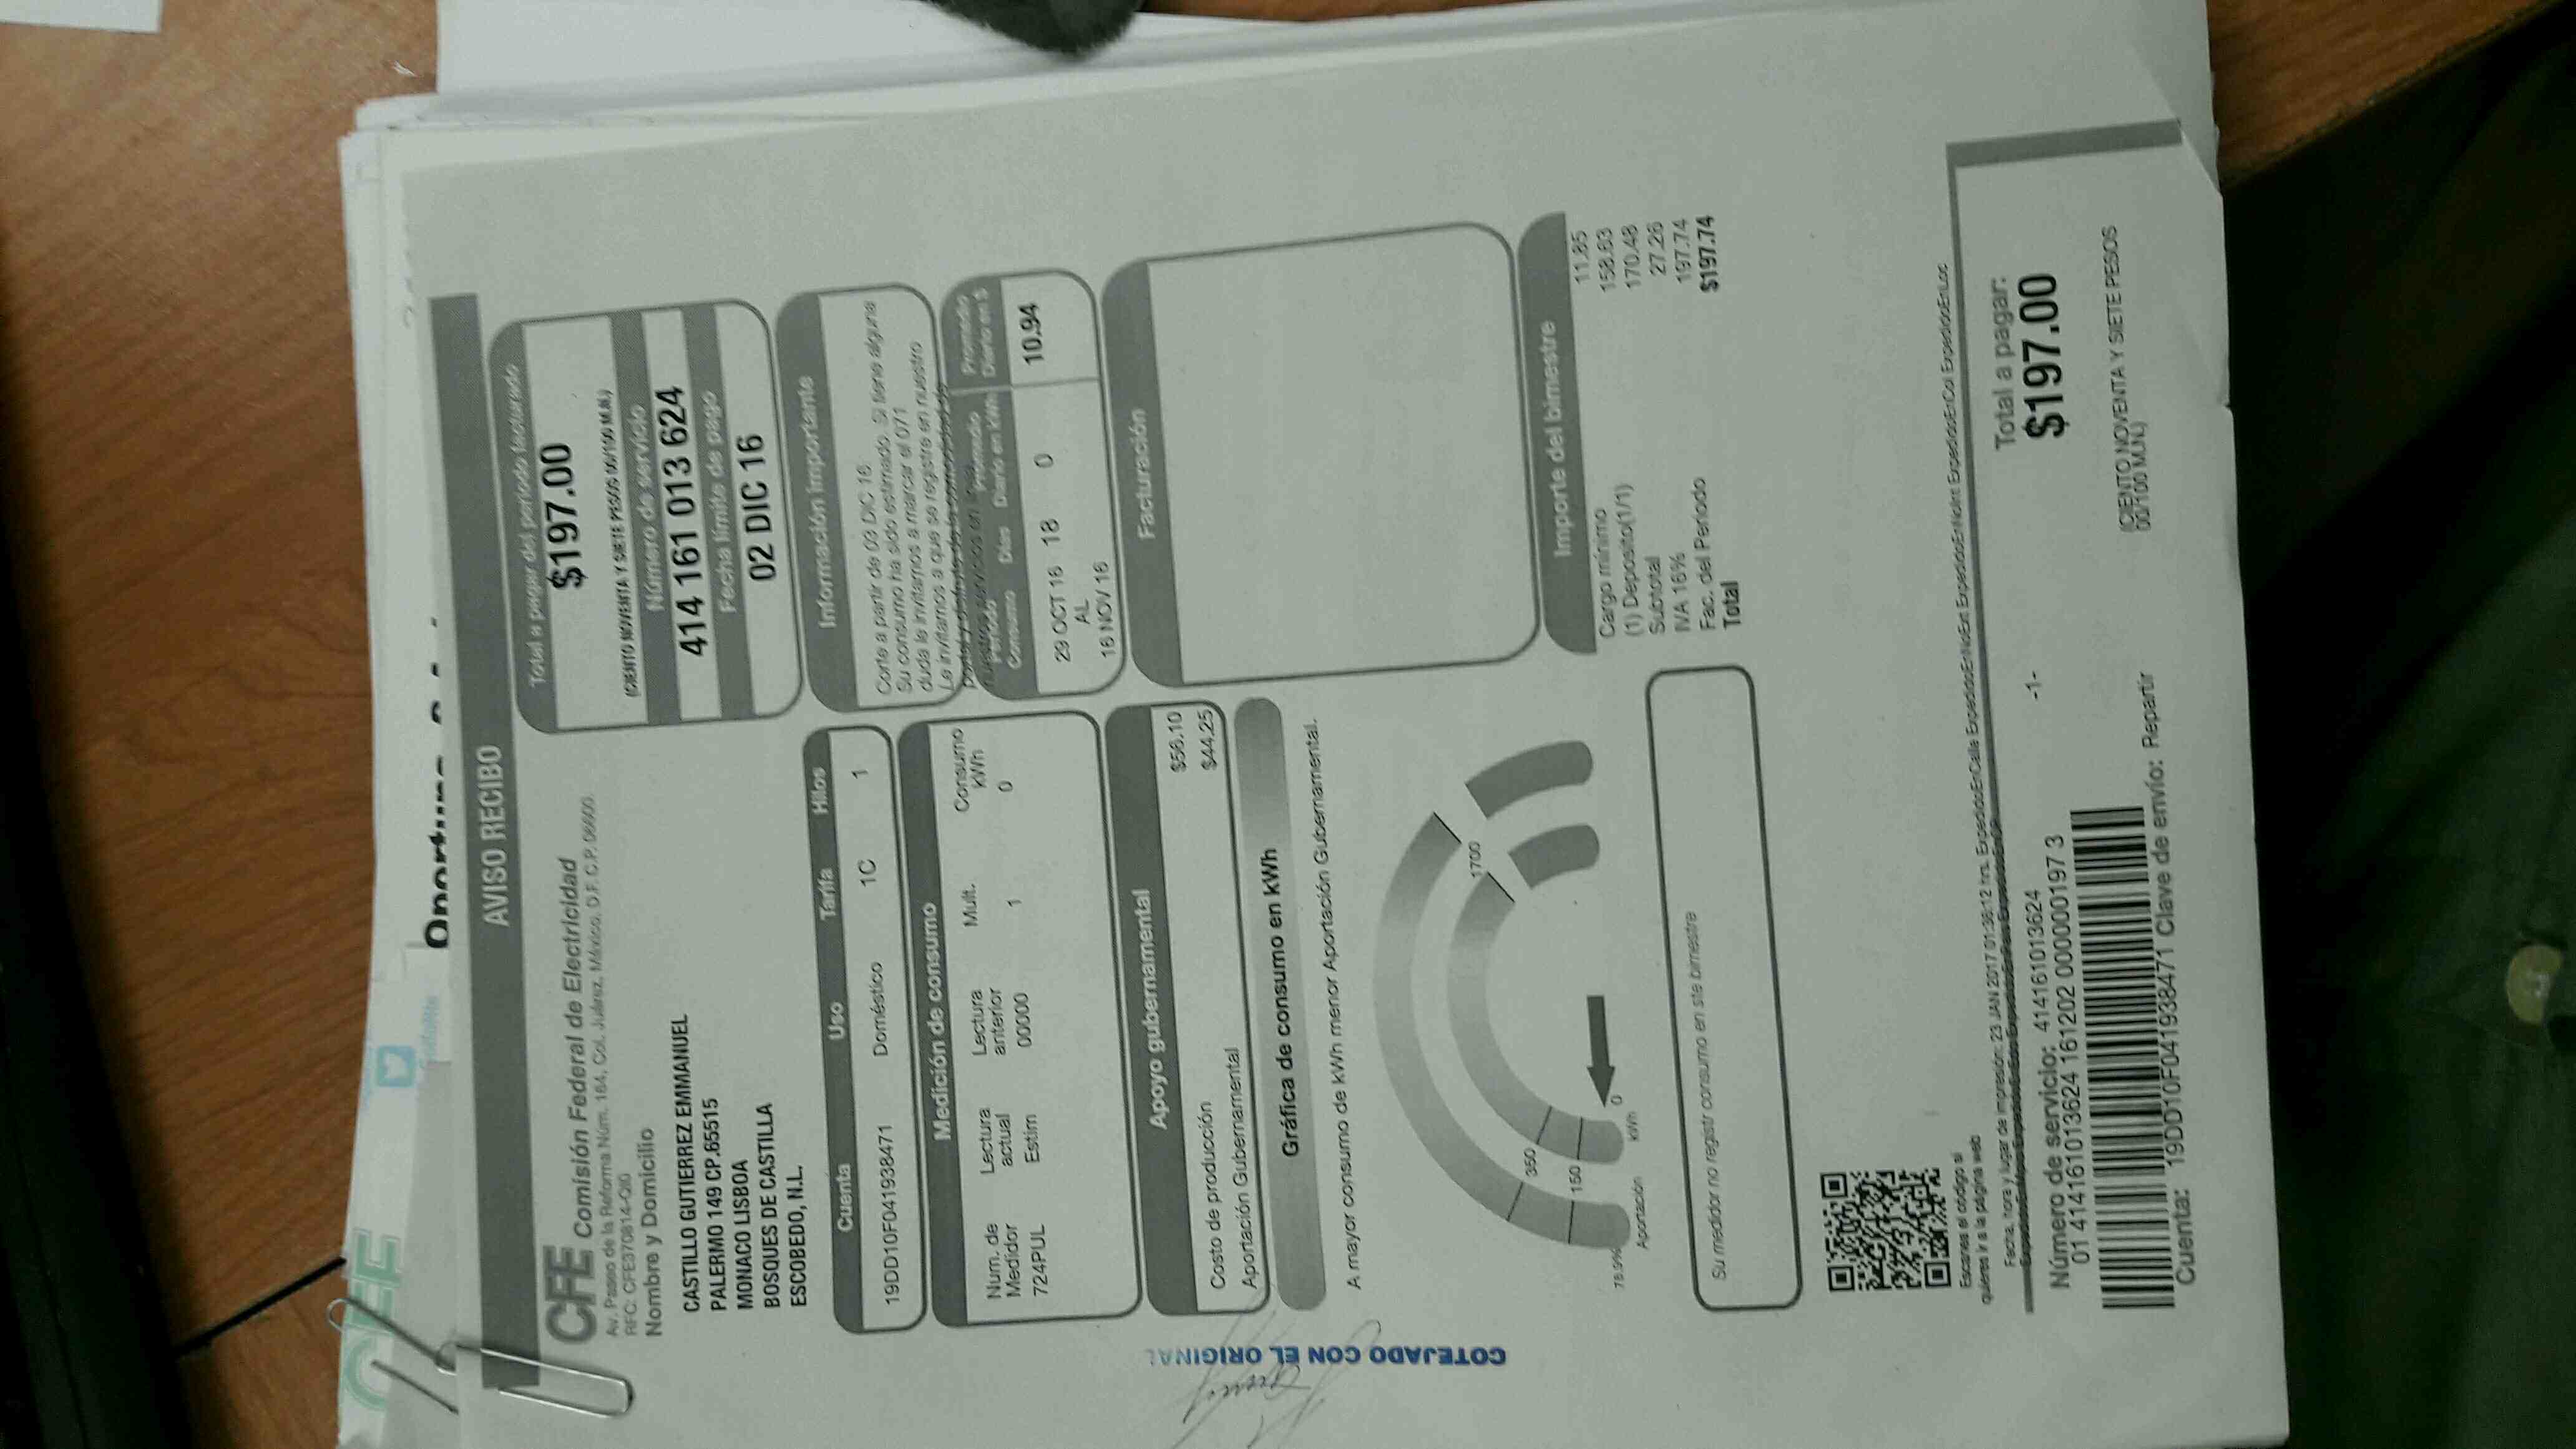 CFE
AVISO RECIBO
CFE Comisión Federal de Electricidad
Av. Paseo de la Reforma Núm. 164, Col. Juárez, México, D.F. C.P. 06600.
RFC: CFE370814-QI0
Nombre y Domicilio
CASTILLO GUTIERREZ EMMANUEL
PALERMO 149 CP.65515
MONACO LISBOA
BOSQUES DE CASTILLA
ESCOBEDO, N.L.
Total a pagar del periodo facturado
$197.00
(CIENTO NOVENTA Y SIETE PESOS 00/100 M.N.)
Número de servicio
414 161 013 624
Fecha límite de pago
02 DIC 16
Cuenta Uso Tarifa Hilos
19DD10F041938471 Doméstico 1C 1
Medición de consumo
Num. de Medidor Lectura actual Lectura anterior Mult. Consumo kWh
724PUL Estim 00000 1 0
Información importante
Corte a partir de 03 DIC 16
Su consumo ha sido estimado. Si tiene alguna
duda le invitamos a marcar el 071
Le invitamos a que se registre en nuestro
Consumo Días Diario en kWh Diario en $
29 OCT 16 18 0 10.94
AL
16 NOV 16
Apoyo gubernamental
Costo de producción $56.10
Aportación Gubernamental $44.25
Gráfica de consumo en kWh
A mayor consumo de kWh menor Aportación Gubernamental.
1700
350
150
0
kWh
78.9%
Aportación
Su medidor no registr consumo en ste bimestre
Facturación
Importe del bimestre
Cargo mínimo 11.85
(1) Deposito(1/1) 158.63
Subtotal 170.48
IVA 16% 27.26
Fac. del Periodo 197.74
Total $197.74
COTEJADO CON EL ORIGINAL
Escanea el código si
quieres ir a la página web
Fecha, hora y lugar de impresión: 23 JAN 2017 01:36:12 hrs. ExpedidoEnCalle ExpedidoEnNoExt ExpedidoEnNoInt ExpedidoEnCol ExpedidoEnLoc
Número de servicio: 414161013624
01 414161013624 161202 000000197 3
-1-
Total a pagar:
$197.00
(CIENTO NOVENTA Y SIETE PESOS
00/100 M.N.)
Cuenta: 19DD10F041938471 Clave de envío: Repartir